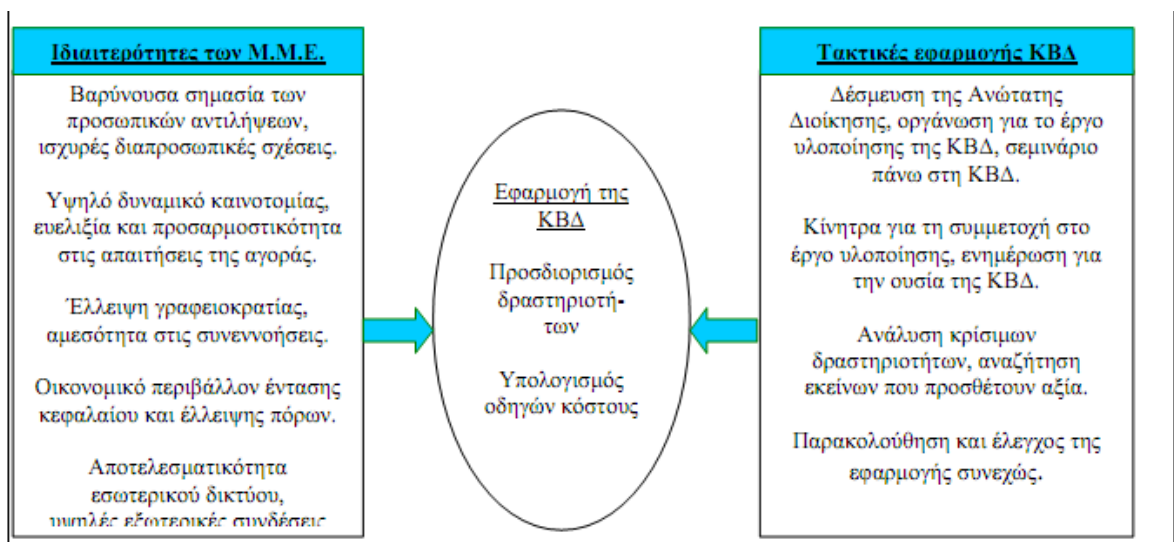 Ιδιαιτερότητες των Μ.Μ.Ε.
Βαρύνουσα σημασία των
προσωπικών αντιλήψεων,
ισχυρές διαπροσωπικές σχέσεις.
Υψηλό δυναμικό καινοτομίας,
ευελιξία και προσαρμοστικότητα
στις απαιτήσεις της αγοράς.
Έλλειψη γραφειοκρατίας,
αμεσότητα στις συνεννοήσεις.
Οικονομικό περιβάλλον έντασης
κεφαλαίου και έλλειψης πόρων.
Αποτελεσματικότητα
εσωτερικού δικτύου,
υψηλές εξωτερικές συνδέσεις
Εφαρμογή της
ΚΒΔ
Προσδιορισμός
δραστηριοτή-
των
Υπολογισμός
οδηγών κόστους
Τακτικές εφαρμογής ΚΒΔ
Δέσμευση της Ανώτατης
Διοίκησης, οργάνωση για το έργο
υλοποίησης της ΚΒΔ, σεμινάριο
πάνω στη ΚΒΔ.
Κίνητρα για τη συμμετοχή στο
έργο υλοποίησης, ενημέρωση για
την ουσία της ΚΒΔ.
Ανάλυση κρίσιμων
δραστηριοτήτων, αναζήτηση
εκείνων που προσθέτουν αξία.
Παρακολούθηση και έλεγχος της
εφαρμογής συνεχώς.